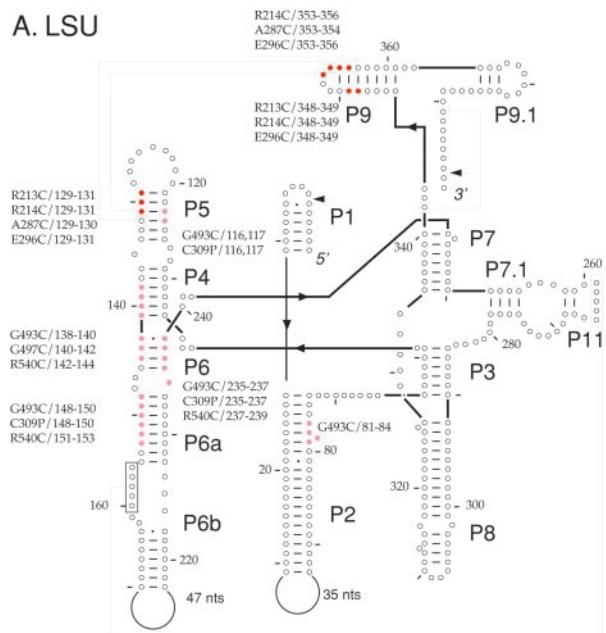 A. LSU
R214C/353-356
A287C/353-354
E296C/353-356
360
R213C/348-349
R214C/348-349
E296C/348-349
P9
P9.1
3'
120
R213C/129-131
R214C/129-131
A287C/129-130
E296C/129-131
P5
G493C/116,117
C309P/116,117
P1
5'
P7
340
P4
P7.1
260
140
240
P11
280
G493C/138-140
G497C/140-142
R540C/142-144
P6
G493C/235-237
C309P/235-237
R540C/237-239
P3
G493C/148-150
C309P/148-150
R540C/151-153
P6a
G493C/81-84
80
20
320
300
160
P6b
P2
P8
220
47 nts
35 nts